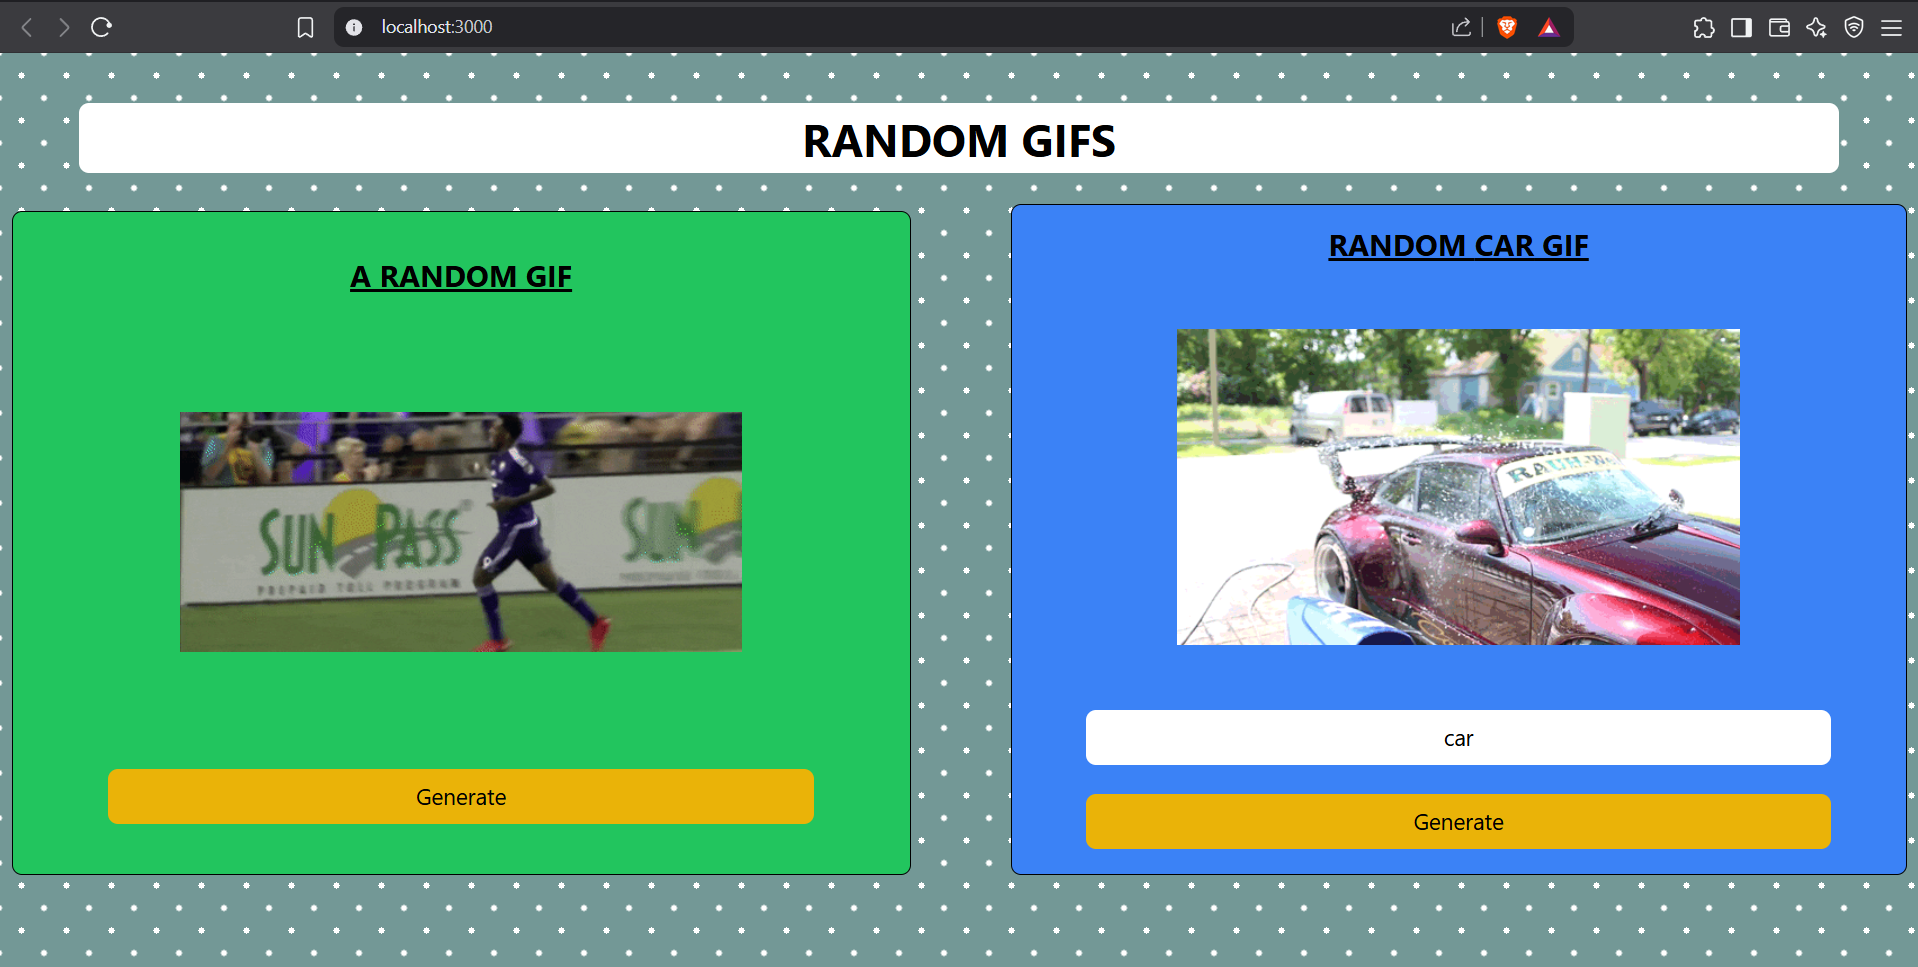 localhost:3000
RANDOM GIFS
A RANDOM GIF
SUN PASS
PREPAID TOLL PROGRAM
SUN
Generate
RANDOM CAR GIF
RAUH-W
car
Generate